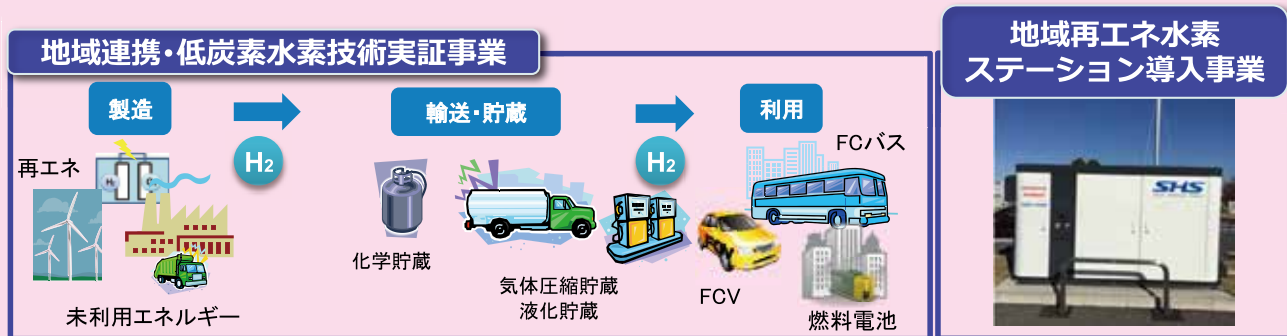 地域連携・低炭素水素技術実証事業
製造
輸送・貯蔵
利用
H2
H2
再エネ
未利用エネルギー
化学貯蔵
気体圧縮貯蔵
液化貯蔵
FCバス
FCV
燃料電池
地域再エネ水素
ステーション導入事業
SHS